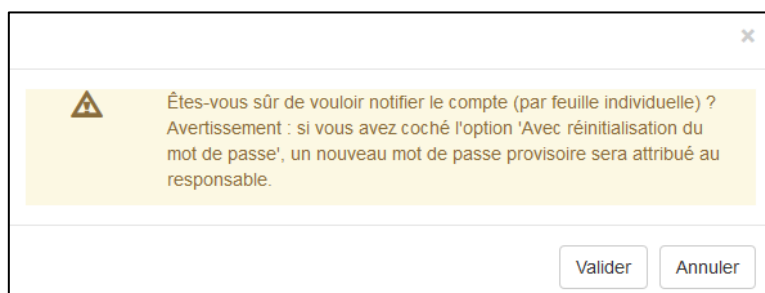 ×
Êtes-vous sûr de vouloir notifier le compte (par feuille individuelle) ?
Avertissement : si vous avez coché l'option 'Avec réinitialisation du
mot de passe', un nouveau mot de passe provisoire sera attribué au
responsable.
Valider Annuler